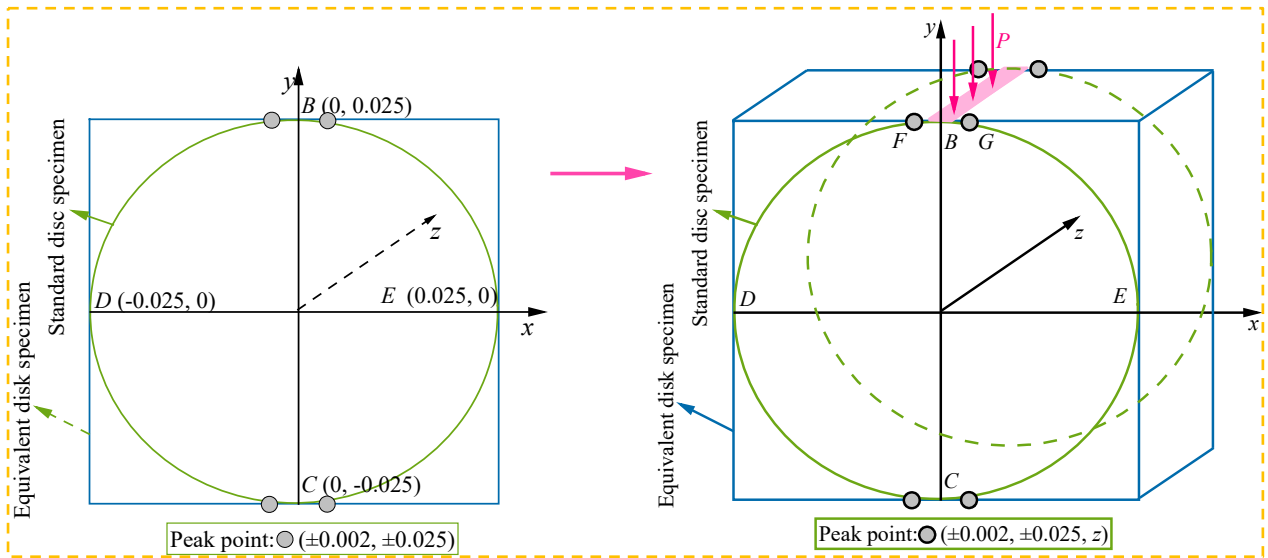 y
B (0, 0.025)
Standard disc specimen
z
D (-0.025, 0)
E (0.025, 0)
x
Equivalent disk specimen
C (0, -0.025)
Peak point: (±0.002, ±0.025)
y
P
F
B
G
Standard disc specimen
z
D
E
x
Equivalent disk specimen
C
Peak point: (±0.002, ±0.025, z)